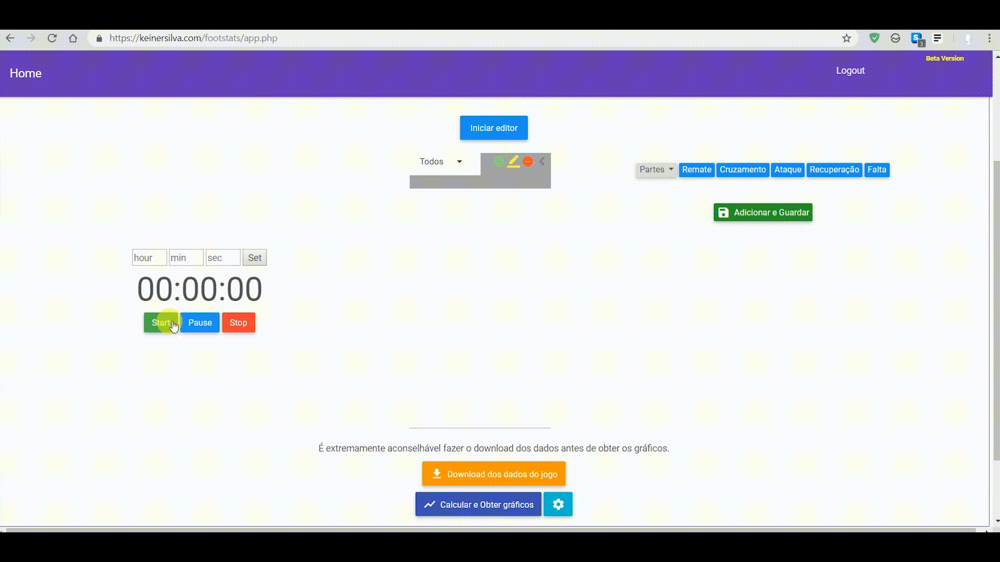 https://keinersilva.com/footstats/app.php
S
3
Beta Version
Home
Logout
Iniciar editor
Todos
Partes Remate Cruzamento Ataque Recuperação Falta
Adicionar e Guardar
hour min sec Set
00:00:00
Start Pause Stop
É extremamente aconselhável fazer o download dos dados antes de obter os gráficos.
Download dos dados do jogo
Calcular e Obter gráficos